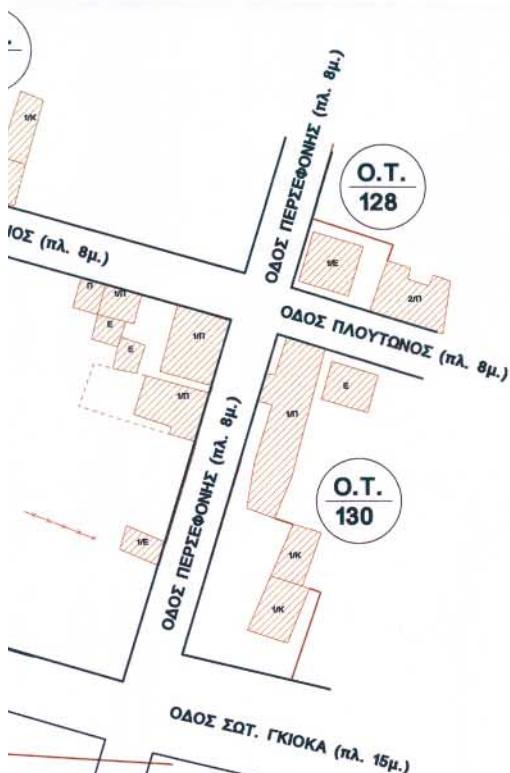 1/Κ
ΟΔΟΣ ΠΕΡΣΕΦΟΝΗΣ (πλ. 8μ.)
Ο.Τ.
128
1/Ε
2/Π
ΝΟΣ (πλ. 8μ.)
ΟΔΟΣ ΠΛΟΥΤΩΝΟΣ (πλ. 8μ.)
Π
1/Π
Ε
Ε
1/Π
1/Π
1/Π
Ε
ΟΔΟΣ ΠΕΡΣΕΦΟΝΗΣ (πλ. 8μ.)
Ο.Τ.
130
1/Ε
1/Κ
1/Κ
ΟΔΟΣ ΣΩΤ. ΓΚΙΟΚΑ (πλ. 15μ.)